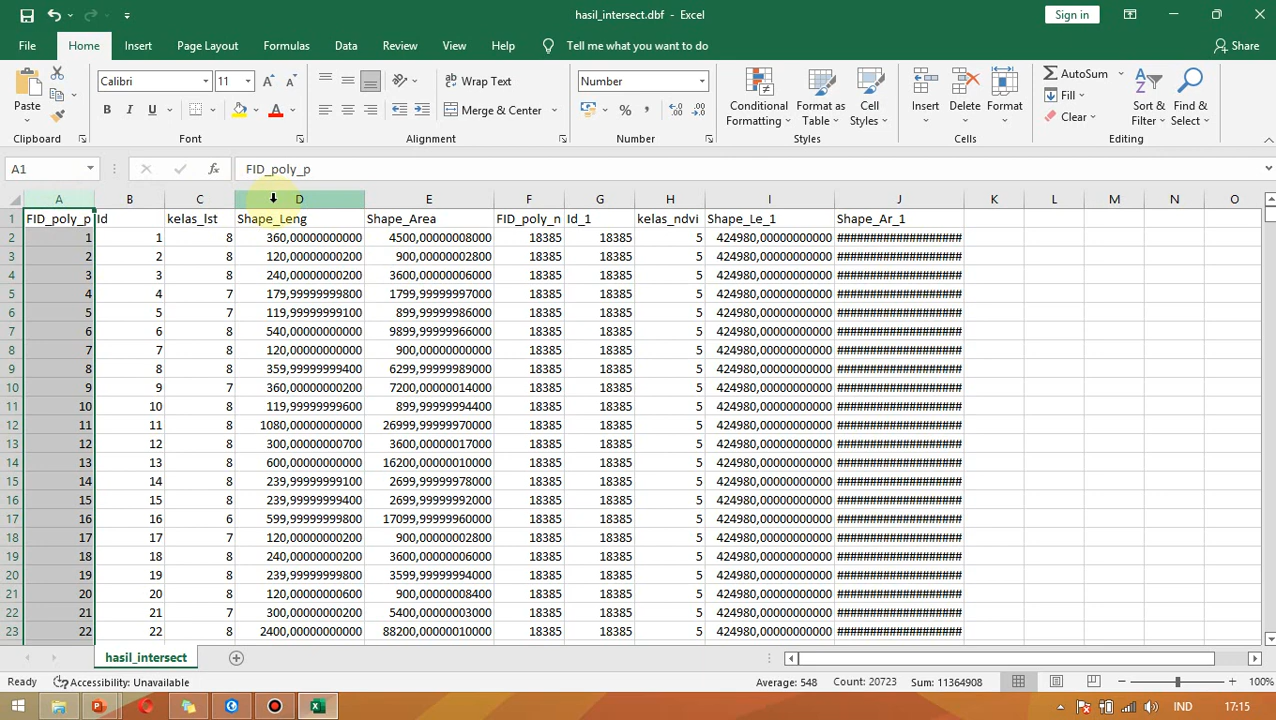 hasil_intersect.dbf - Excel
Sign in
File Home Insert Page Layout Formulas Data Review View Help Tell me what you want to do Share
Calibri 11 Wrap Text Number AutoSum
Fill
Paste B I U Merge & Center % Conditional Formatting Format as Table Cell Styles Insert Delete Format Clear Sort & Filter Find & Select
Clipboard Font Alignment Number Styles Cells Editing
A1 fx FID_poly_p
A B C D E F G H I J K L M N O
1 FID_poly_p Id kelas_lst Shape_Leng Shape_Area FID_poly_n Id_1 kelas_ndvi Shape_Le_1 Shape_Ar_1
2 1 1 8 360,00000000000 4500,00000008000 18385 18385 5 424980,00000000000 ####################
3 2 2 8 120,00000000200 900,00000002800 18385 18385 5 424980,00000000000 ####################
4 3 3 8 240,00000000200 3600,00000006000 18385 18385 5 424980,00000000000 ####################
5 4 4 7 179,99999999800 1799,99999997000 18385 18385 5 424980,00000000000 ####################
6 5 5 7 119,99999999100 899,99999986000 18385 18385 5 424980,00000000000 ####################
7 6 6 8 540,00000000000 9899,99999966000 18385 18385 5 424980,00000000000 ####################
8 7 7 8 120,00000000200 900,00000000000 18385 18385 5 424980,00000000000 ####################
9 8 8 8 359,99999999400 6299,99999989000 18385 18385 5 424980,00000000000 ####################
10 9 9 7 360,00000000200 7200,00000014000 18385 18385 5 424980,00000000000 ####################
11 10 10 8 119,99999999600 899,99999994400 18385 18385 5 424980,00000000000 ####################
12 11 11 8 1080,00000000000 26999,99999970000 18385 18385 5 424980,00000000000 ####################
13 12 12 8 300,00000000700 3600,00000017000 18385 18385 5 424980,00000000000 ####################
14 13 13 8 600,00000000200 16200,00000010000 18385 18385 5 424980,00000000000 ####################
15 14 14 8 239,99999999100 2699,99999978000 18385 18385 5 424980,00000000000 ####################
16 15 15 8 239,99999999400 2699,99999992000 18385 18385 5 424980,00000000000 ####################
17 16 16 6 599,99999999800 17099,99999960000 18385 18385 5 424980,00000000000 ####################
18 17 17 7 120,00000000200 900,00000002800 18385 18385 5 424980,00000000000 ####################
19 18 18 8 240,00000000200 3600,00000006000 18385 18385 5 424980,00000000000 ####################
20 19 19 8 239,99999999800 3599,99999994000 18385 18385 5 424980,00000000000 ####################
21 20 20 8 120,00000000600 900,00000008400 18385 18385 5 424980,00000000000 ####################
22 21 21 7 300,00000000200 5400,00000003000 18385 18385 5 424980,00000000000 ####################
23 22 22 8 2400,00000000000 88200,00000010000 18385 18385 5 424980,00000000000 ####################
hasil_intersect
Ready Accessibility: Unavailable Average: 548 Count: 20723 Sum: 11364908 100%
IND 17:15